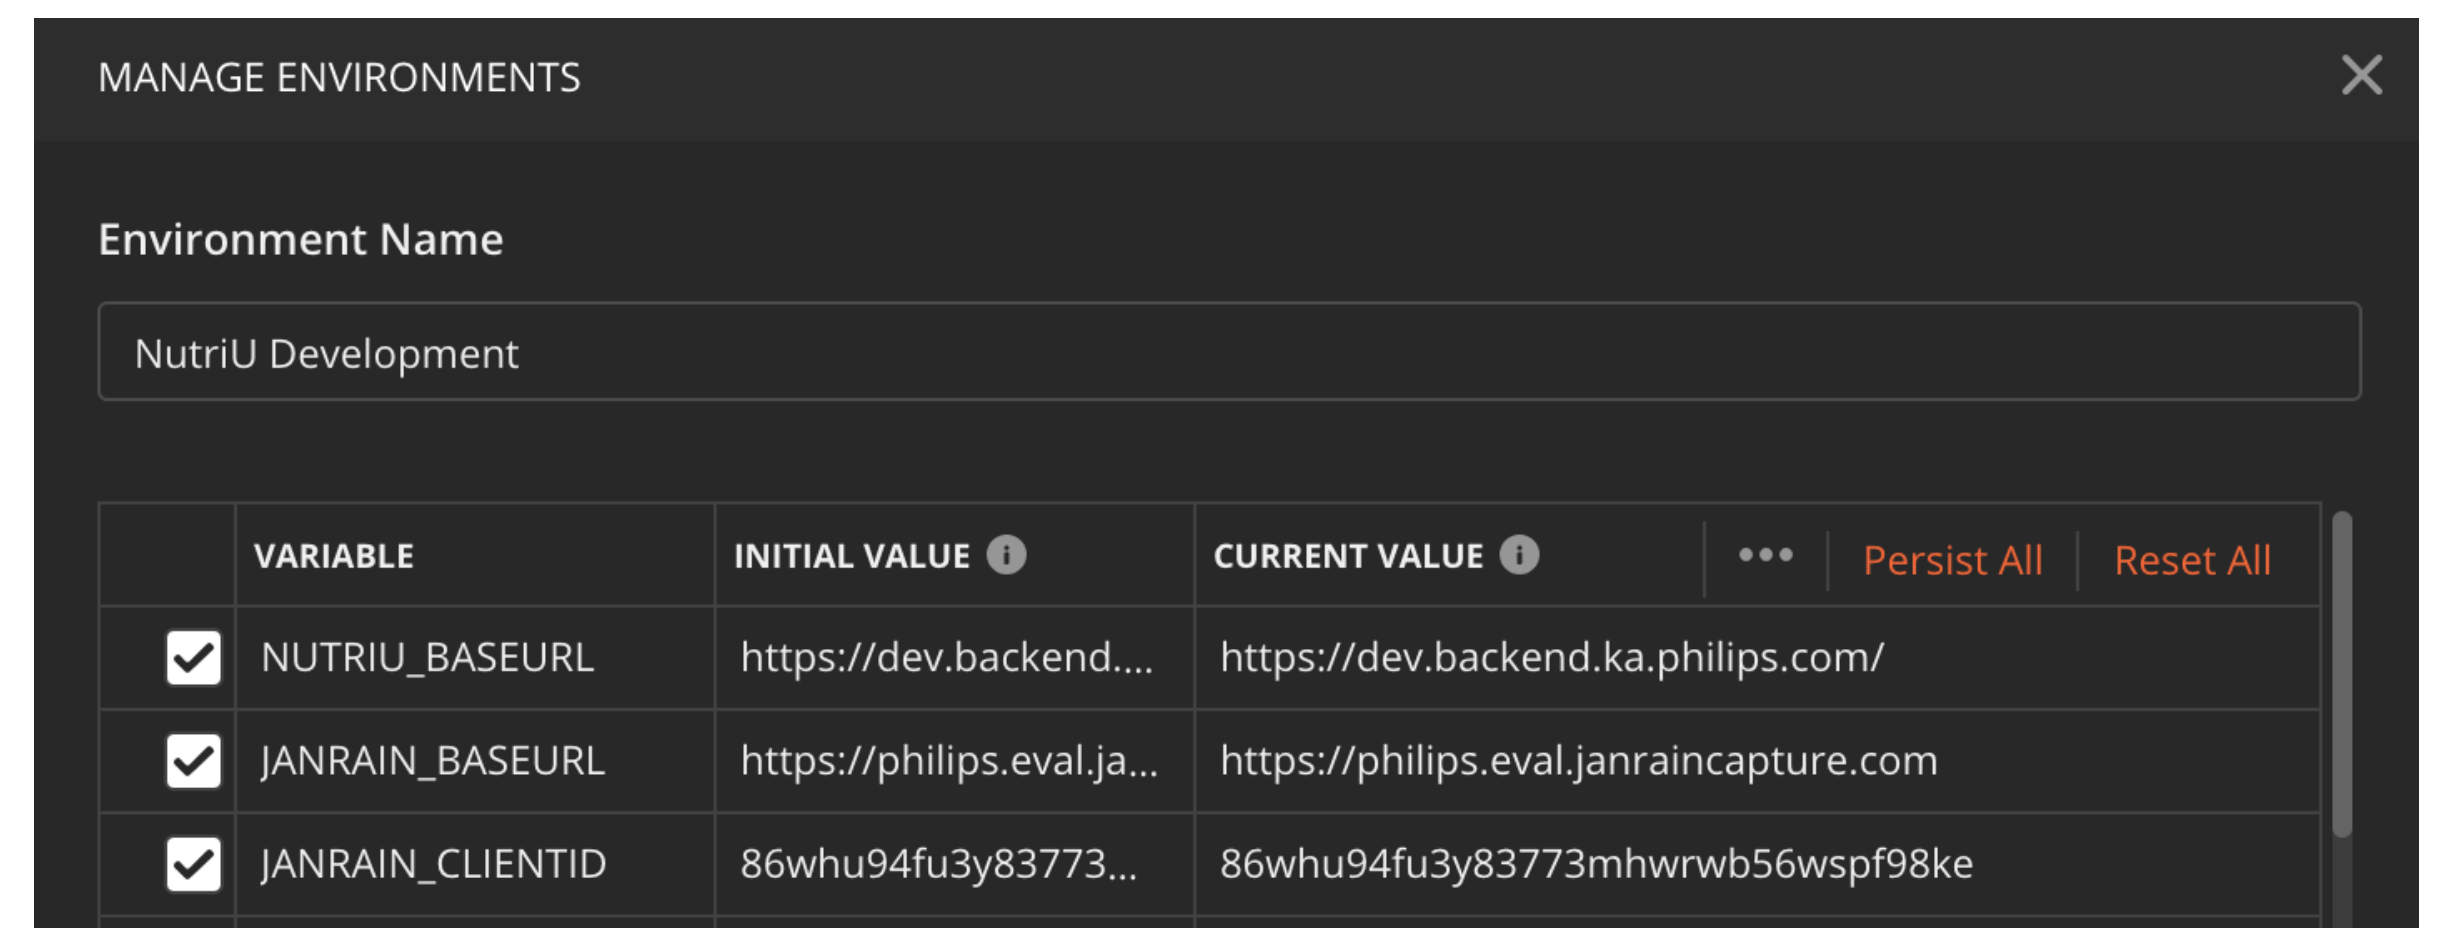 MANAGE ENVIRONMENTS
Environment Name
NutriU Development
VARIABLE INITIAL VALUE CURRENT VALUE ••• Persist All Reset All
NUTRIU_BASEURL https://dev.backend.... https://dev.backend.ka.philips.com/
JANRAIN_BASEURL https://philips.eval.ja... https://philips.eval.janraincapture.com
JANRAIN_CLIENTID 86whu94fu3y83773... 86whu94fu3y83773mhwrwb56wspf98ke